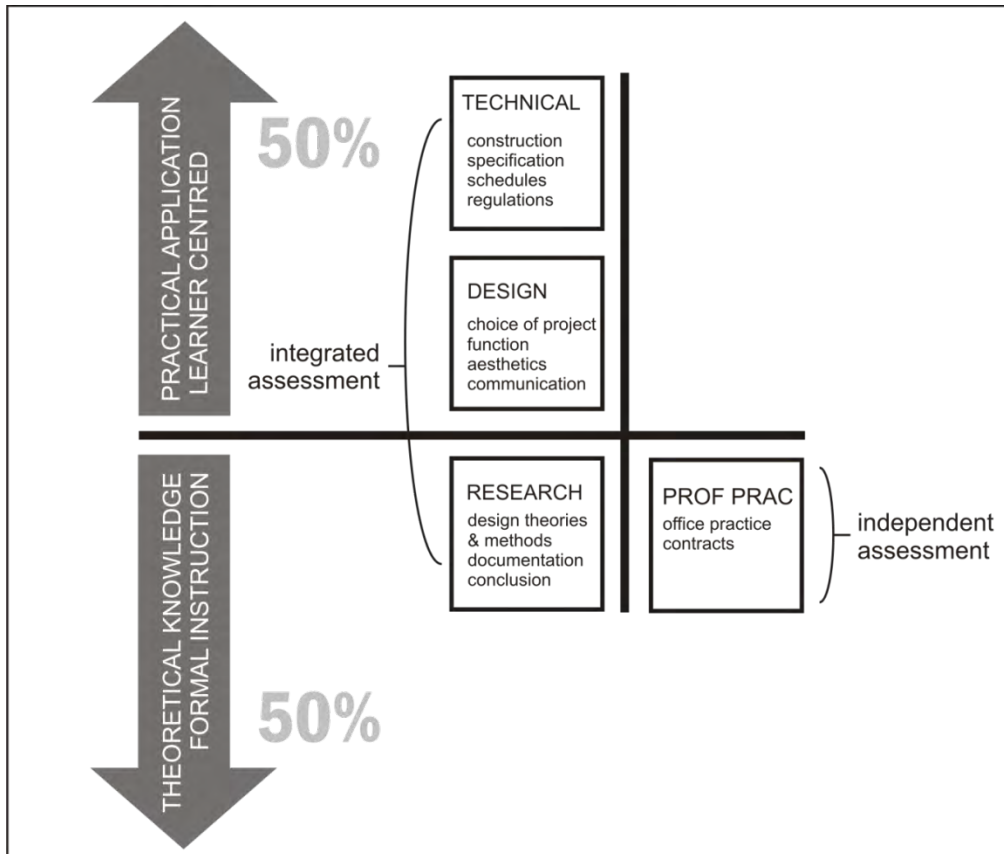 PRACTICAL APPLICATION
LEARNER CENTRED
50%
TECHNICAL
construction
specification
schedules
regulations
DESIGN
choice of project
function
aesthetics
communication
integrated
assessment
THEORETICAL KNOWLEDGE
FORMAL INSTRUCTION
50%
RESEARCH
design theories
& methods
documentation
conclusion
PROF PRAC
office practice
contracts
independent
assessment